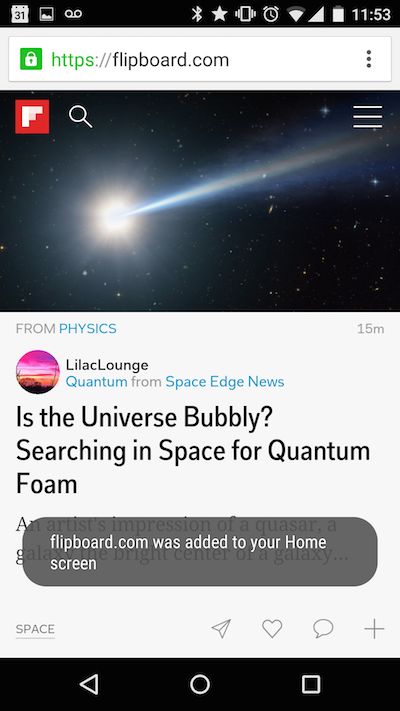 31
11:53
https://flipboard.com
FROM PHYSICS
15m
LilacLounge
Quantum from Space Edge News
Is the Universe Bubbly?
Searching in Space for Quantum
Foam
An artist's impression of a quasar, a
galaxy the bright center of a galaxy...
flipboard.com was added to your Home
screen
SPACE